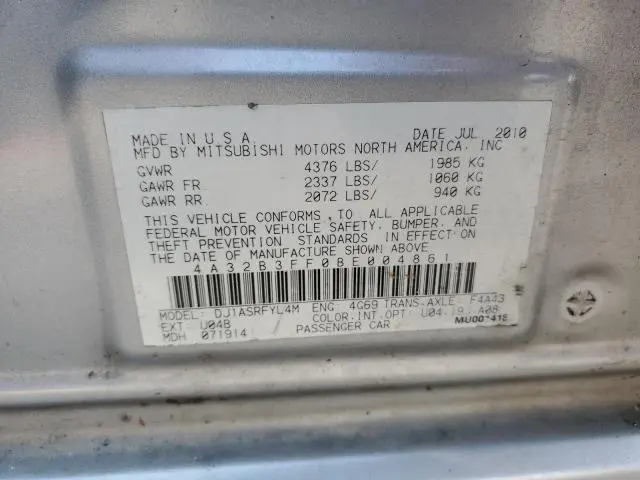 MADE IN U.S.A. DATE JUL 2010
MFD BY MITSUBISHI MOTORS NORTH AMERICA, INC
GVWR 4376 LBS/ 1985 KG
GAWR FR 2337 LBS/ 1060 KG
GAWR RR 2072 LBS/ 940 KG
THIS VEHICLE CONFORMS TO ALL APPLICABLE
FEDERAL MOTOR VEHICLE SAFETY, BUMPER, AND
THEFT PREVENTION STANDARDS IN EFFECT ON
THE DATE OF MANUFACTURE SHOWN ABOVE
4A32B3FF0BE004861
MODEL: DJ1ASRFYL4M ENG: 4G69 TRANS.AXLE F4A43
EXT: U04B COLOR.INT.OPT: U04.19. A08
MDH 071914 PASSENGER CAR